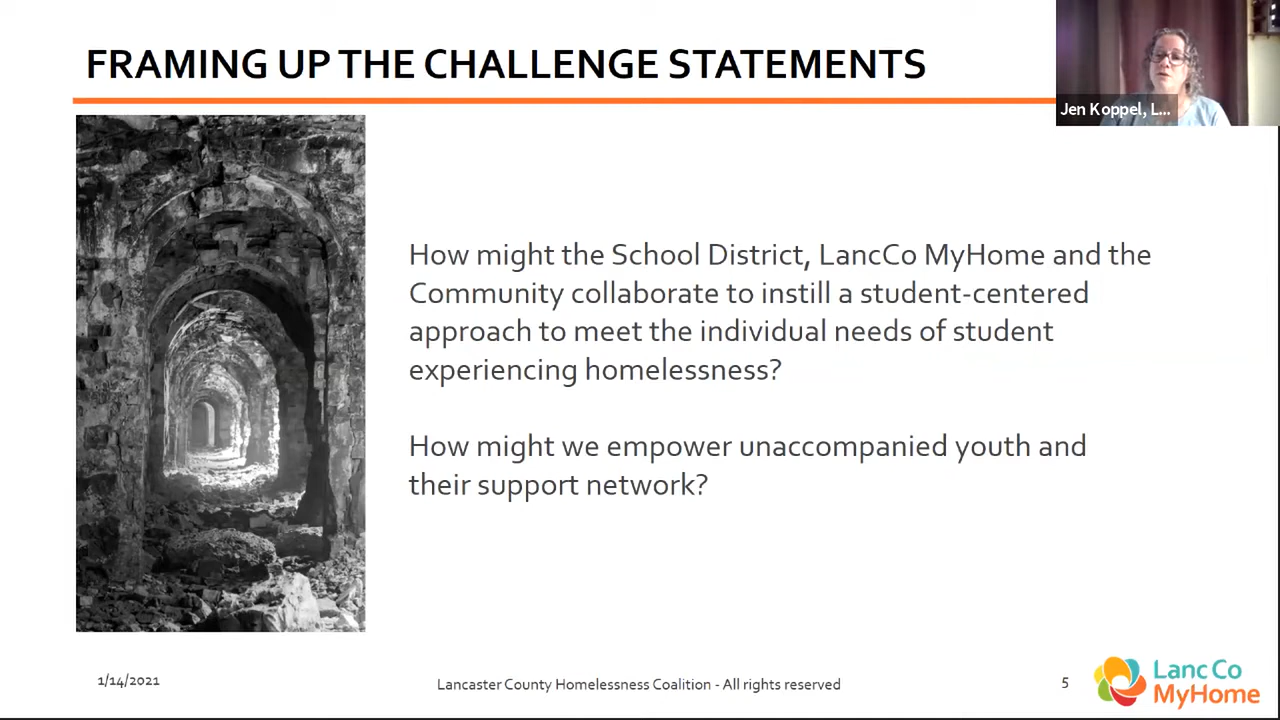 FRAMING UP THE CHALLENGE STATEMENTS
Jen Koppel, L...
How might the School District, LancCo MyHome and the
Community collaborate to instill a student-centered
approach to meet the individual needs of student
experiencing homelessness?
How might we empower unaccompanied youth and
their support network?
1/14/2021
Lancaster County Homelessness Coalition - All rights reserved
5
Lanc Co
MyHome